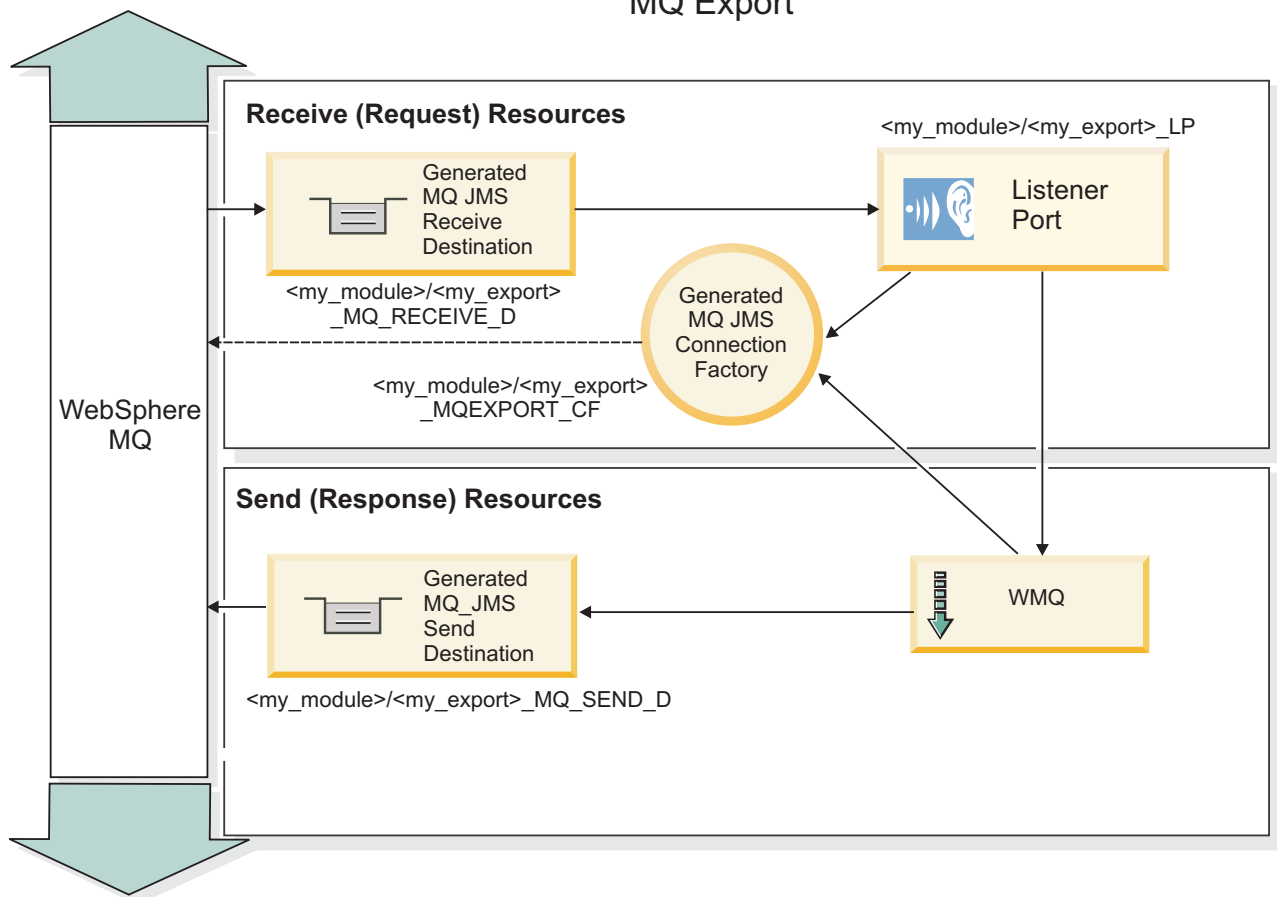 MQ Export
Receive (Request) Resources
<my_module>/<my_export>_LP
Generated
MQ JMS
Receive
Destination
Listener
Port
<my_module>/<my_export>
_MQ_RECEIVE_D
Generated
MQ JMS
Connection
Factory
<my_module>/<my_export>
_MQEXPORT_CF
WebSphere
MQ
Send (Response) Resources
Generated
MQ_JMS
Send
Destination
WMQ
<my_module>/<my_export>_MQ_SEND_D